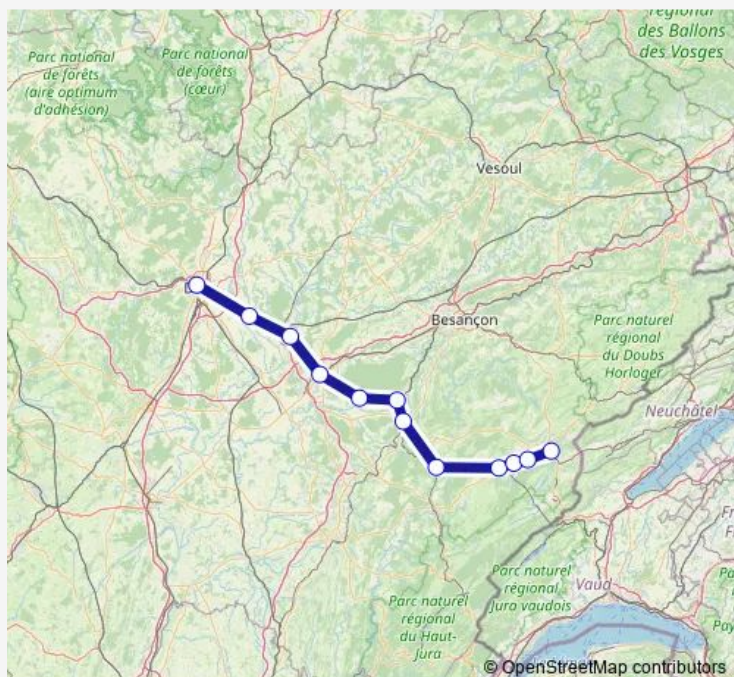 régional
des Ballons
des Vosges
Parc national
de forêts
(aire optimum
d'adhésion)
Parc national
de forêts
(cœur)
Vesoul
Besançon
Parc naturel
régional
du Doubs
Horloger
Neuchâtel
Parc naturel
régional
Jura vaudois
Vaud
Parc naturel
régional
du Haut-
Jura
© OpenStreetMap contributors